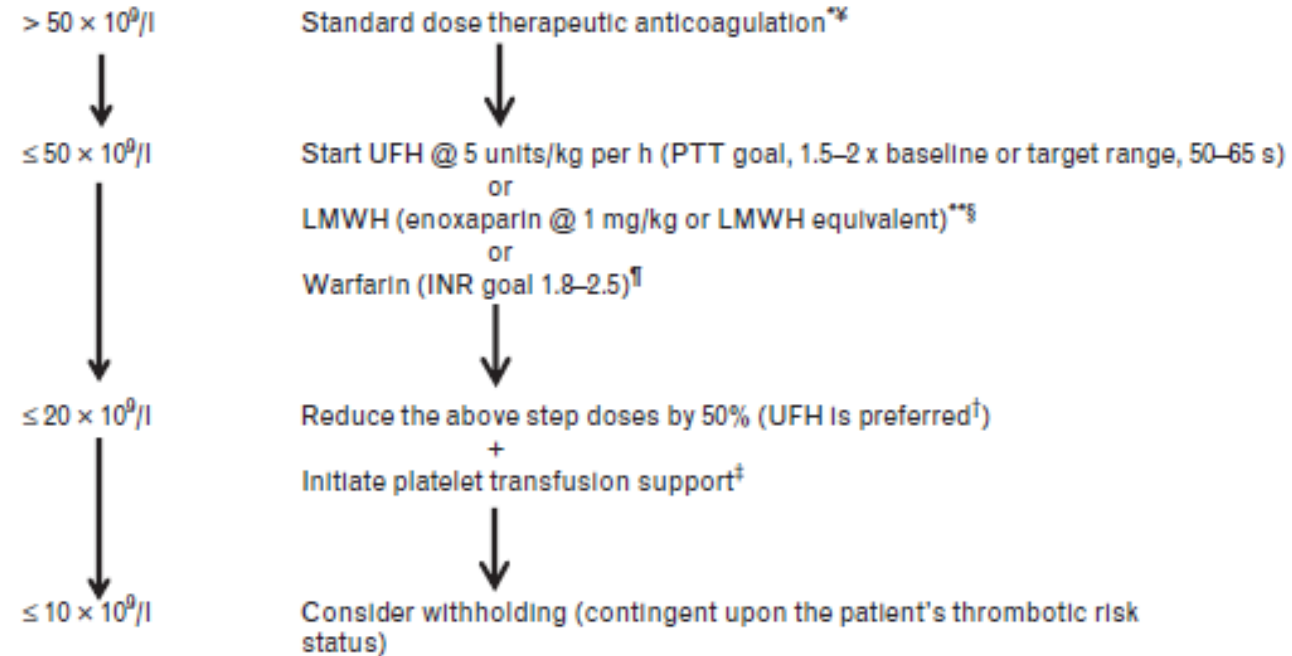 > 50 × 10⁹/l Standard dose therapeutic anticoagulation*¥
≤ 50 × 10⁹/l Start UFH @ 5 units/kg per h (PTT goal, 1.5–2 x baseline or target range, 50–65 s)
or
LMWH (enoxaparin @ 1 mg/kg or LMWH equivalent)**§
or
Warfarin (INR goal 1.8–2.5)¶
≤ 20 × 10⁹/l Reduce the above step doses by 50% (UFH is preferred†)
+
Initiate platelet transfusion support‡
≤ 10 × 10⁹/l Consider withholding (contingent upon the patient's thrombotic risk
status)